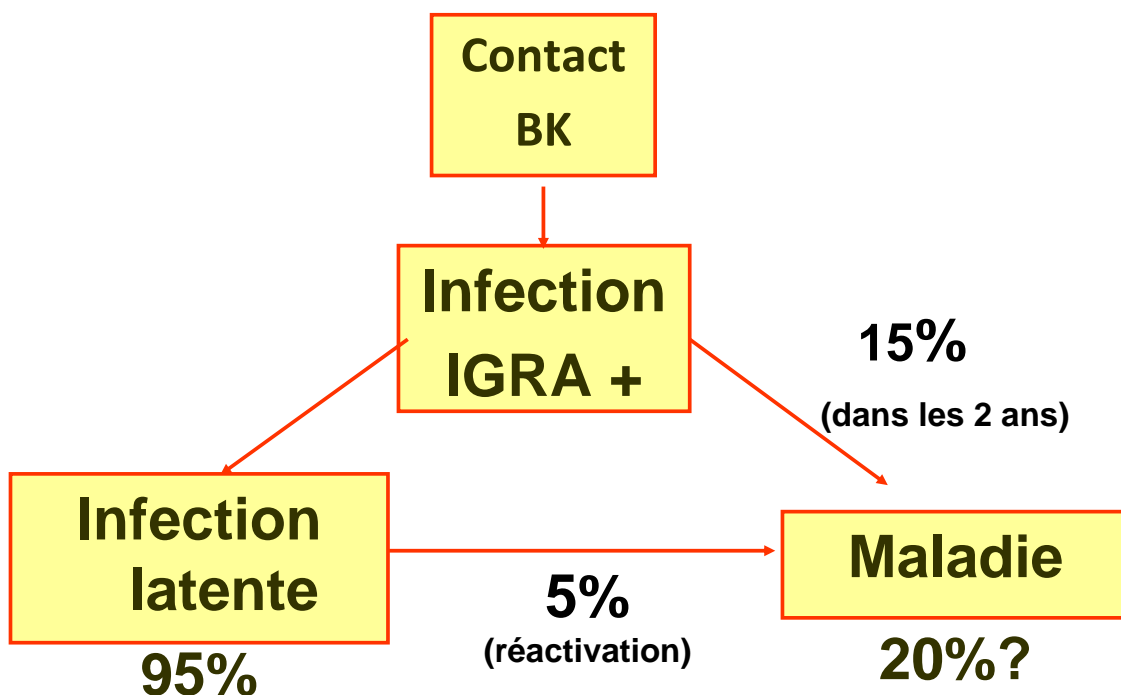 Contact
BK
Infection
IGRA +
15%
(dans les 2 ans)
Infection
latente
95%
5%
(réactivation)
Maladie
20%?